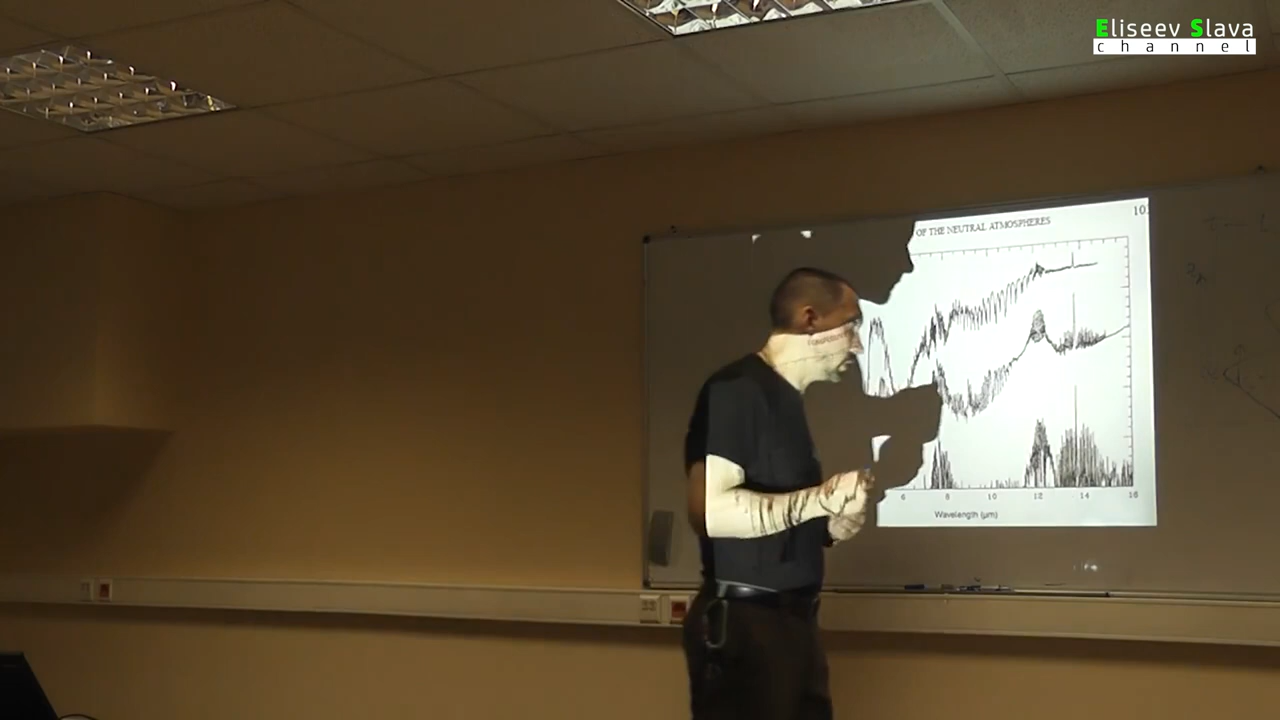 Eliseev Slava
channel
10
OF THE NEUTRAL ATMOSPHERES
6 8 10 12 14 16
Wavelength (μm)